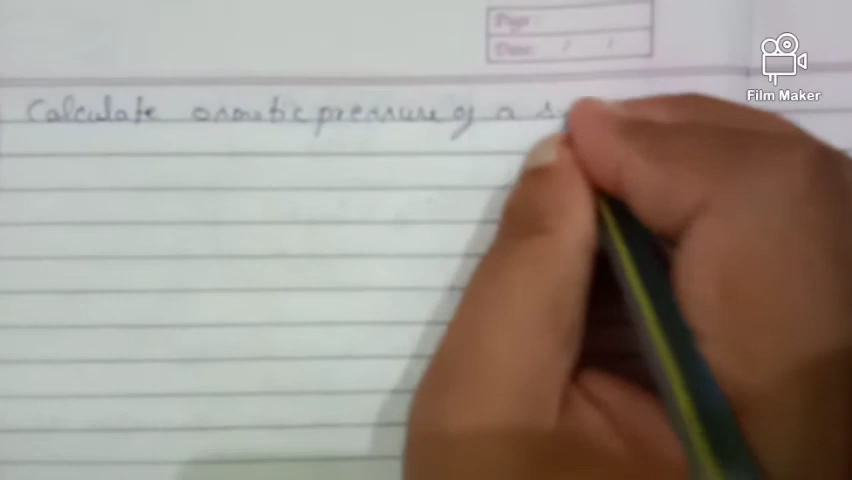 Page :
Date: / /
Film Maker
Calculate osmotic pressure of a